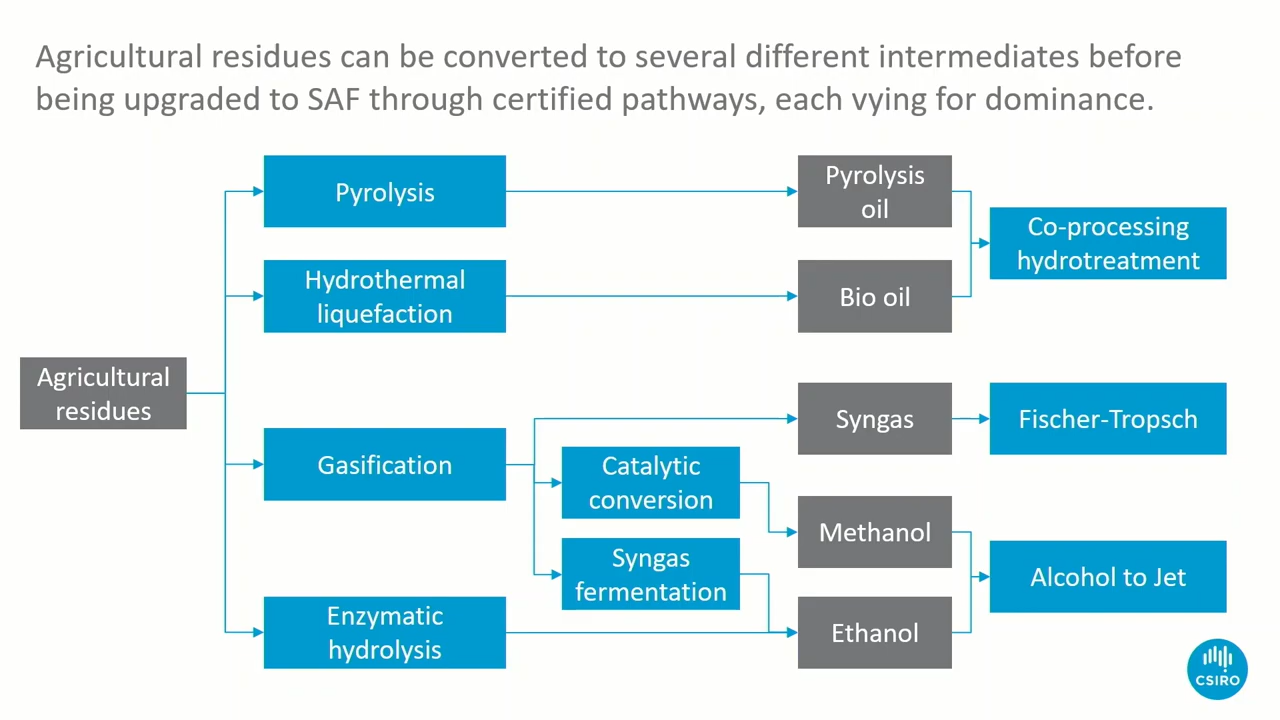 Agricultural residues can be converted to several different intermediates before
being upgraded to SAF through certified pathways, each vying for dominance.
Agricultural
residues
Pyrolysis
Hydrothermal
liquefaction
Gasification
Enzymatic
hydrolysis
Catalytic
conversion
Syngas
fermentation
Pyrolysis
oil
Bio oil
Syngas
Methanol
Ethanol
Co-processing
hydrotreatment
Fischer-Tropsch
Alcohol to Jet
CSIRO